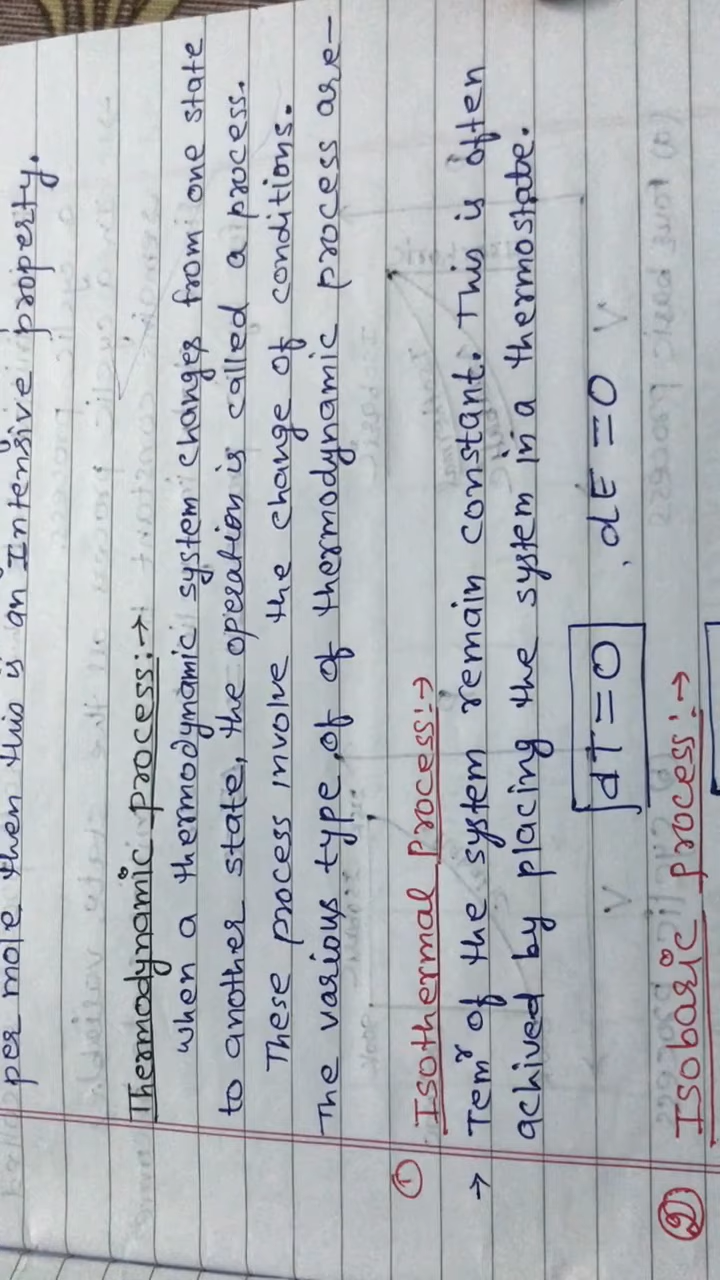 per mole then this is an Intensive property.
Thermodynamic process:→
when a thermodynamic system changes from one state
to another state, the operation is called a process.
These process involve the change of conditions.
The various type of of thermodynamic process are-
① Isothermal process:→
→ Temr of the system remain constant. This is often
achived by placing the system in a thermostate.
dT=0, dE=0
② Isobaric process:→